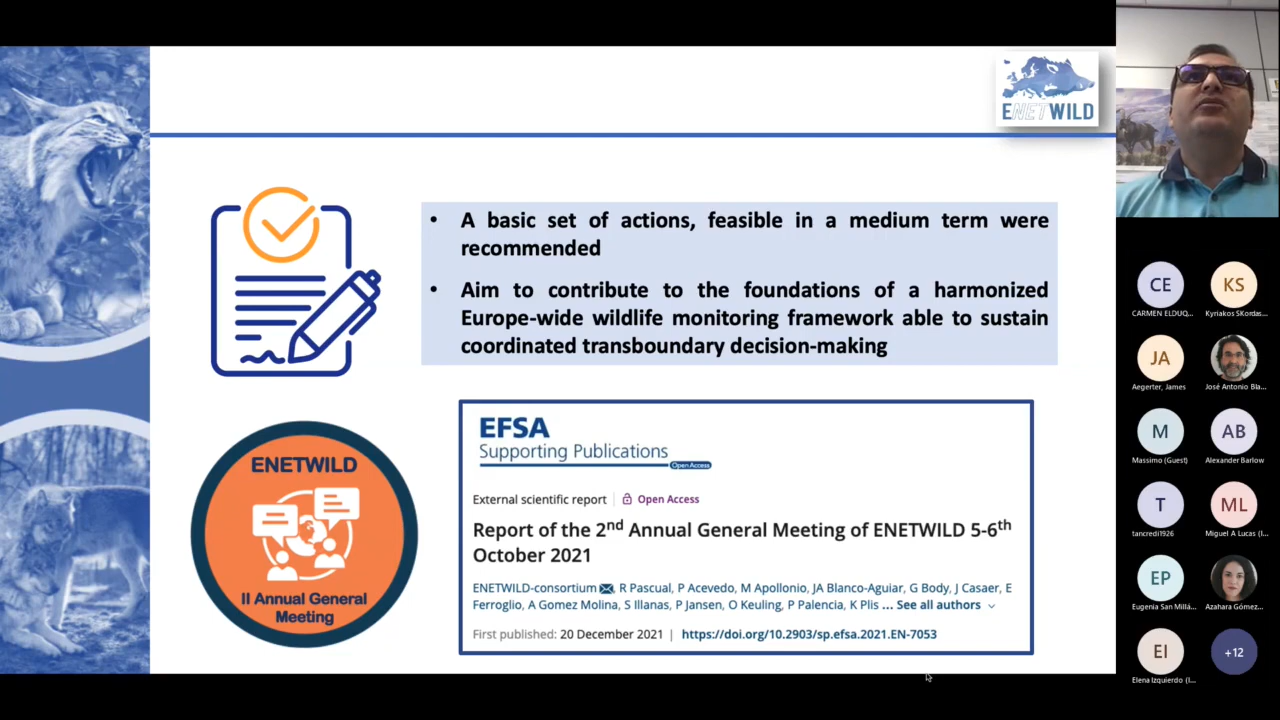 ENETWILD
• A basic set of actions, feasible in a medium term were
recommended
• Aim to contribute to the foundations of a harmonized
Europe-wide wildlife monitoring framework able to sustain
coordinated transboundary decision-making
ENETWILD
II Annual General
Meeting
EFSA
Supporting Publications
Open Access
External scientific report | Open Access
Report of the 2nd Annual General Meeting of ENETWILD 5-6th
October 2021
ENETWILD-consortium, R Pascual, P Acevedo, M Apollonio, JA Blanco-Aguiar, G Body, J Casaer, E
Ferroglio, A Gomez Molina, S Illanas, P Jansen, O Keuling, P Palencia, K Plis ... See all authors
First published: 20 December 2021 | https://doi.org/10.2903/sp.efsa.2021.EN-7053
CE
CARMEN ELDUQ...
KS
Kyriakos SKordas...
JA
Aegerter, James
José Antonio Bla...
M
Massimo (Guest)
AB
Alexander Barlow
T
tancredi1926
ML
Miguel A Lucas (I...
EP
Eugenia San Millá...
Azahara Gómez...
EI
Elena Izquierdo (I...
+12